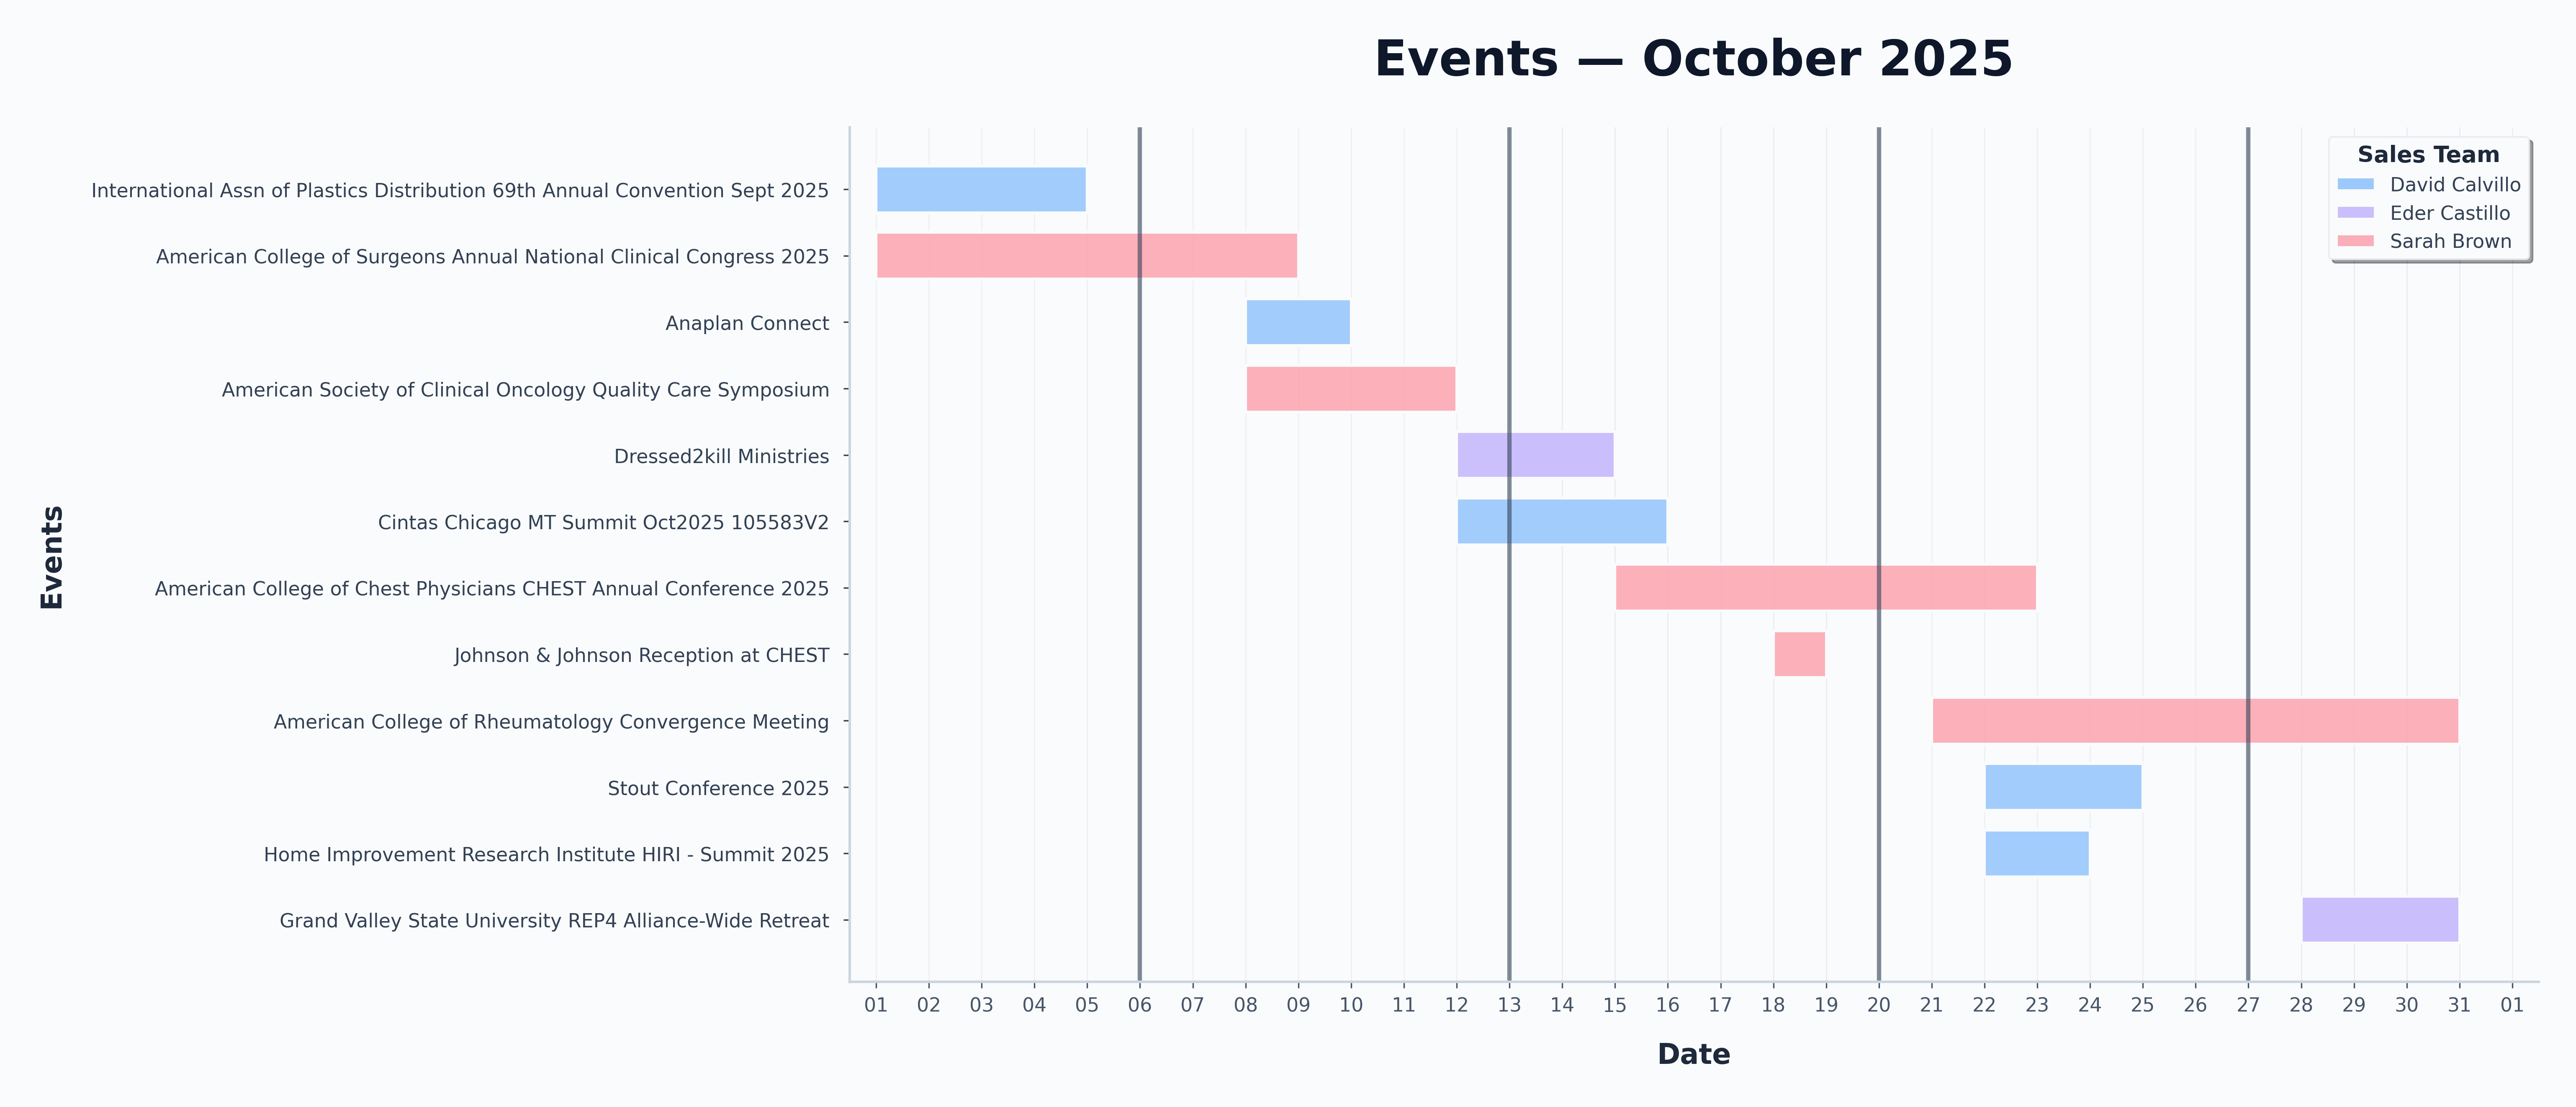 Events — October 2025
Sales Team
David Calvillo
Eder Castillo
Sarah Brown
International Assn of Plastics Distribution 69th Annual Convention Sept 2025
American College of Surgeons Annual National Clinical Congress 2025
Anaplan Connect
American Society of Clinical Oncology Quality Care Symposium
Dressed2kill Ministries
Cintas Chicago MT Summit Oct2025 105583V2
American College of Chest Physicians CHEST Annual Conference 2025
Johnson & Johnson Reception at CHEST
American College of Rheumatology Convergence Meeting
Stout Conference 2025
Home Improvement Research Institute HIRI - Summit 2025
Grand Valley State University REP4 Alliance-Wide Retreat
Events
01 02 03 04 05 06 07 08 09 10 11 12 13 14 15 16 17 18 19 20 21 22 23 24 25 26 27 28 29 30 31 01
Date